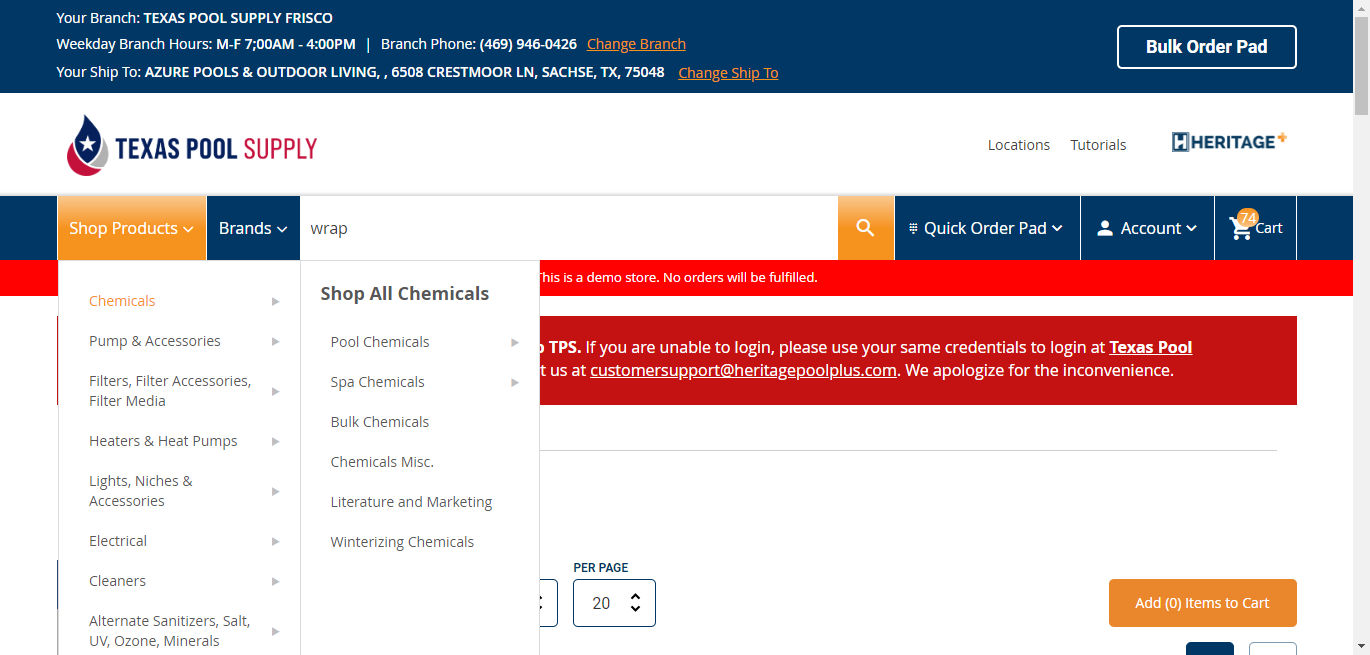 Your Branch: TEXAS POOL SUPPLY FRISCO
Weekday Branch Hours: M-F 7;00AM - 4:00PM | Branch Phone: (469) 946-0426 Change Branch
Your Ship To: AZURE POOLS & OUTDOOR LIVING, , 6508 CRESTMOOR LN, SACHSE, TX, 75048 Change Ship To
Bulk Order Pad
TEXAS POOL SUPPLY
Locations Tutorials
HERITAGE+
Shop Products Brands wrap Quick Order Pad Account 74 Cart
This is a demo store. No orders will be fulfilled.
Chemicals
Pump & Accessories
Filters, Filter Accessories,
Filter Media
Heaters & Heat Pumps
Lights, Niches &
Accessories
Electrical
Cleaners
Alternate Sanitizers, Salt,
UV, Ozone, Minerals
Shop All Chemicals
Pool Chemicals
Spa Chemicals
Bulk Chemicals
Chemicals Misc.
Literature and Marketing
Winterizing Chemicals
TPS. If you are unable to login, please use your same credentials to login at Texas Pool
us at customersupport@heritagepoolplus.com. We apologize for the inconvenience.
PER PAGE
20
Add (0) Items to Cart